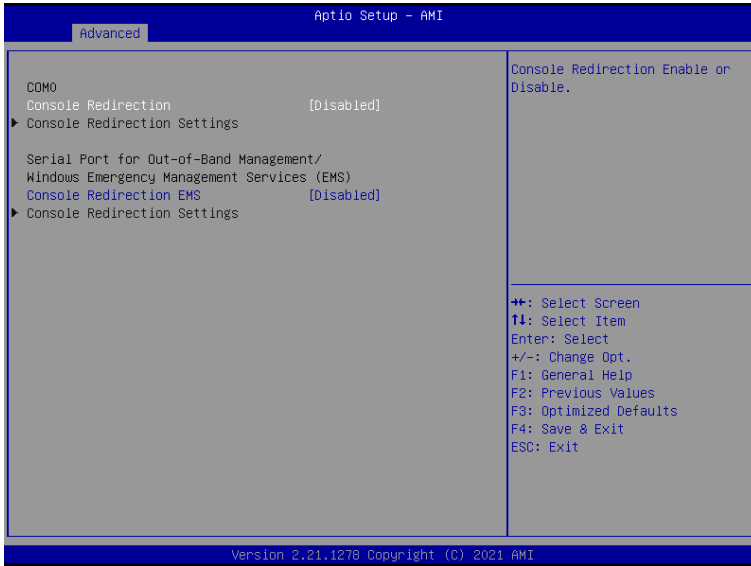 Aptio Setup – AMI
Advanced
COM0
Console Redirection [Disabled]
▶ Console Redirection Settings
Serial Port for Out-of-Band Management/
Windows Emergency Management Services (EMS)
Console Redirection EMS [Disabled]
▶ Console Redirection Settings
Console Redirection Enable or
Disable.
→←: Select Screen
↑↓: Select Item
Enter: Select
+/-: Change Opt.
F1: General Help
F2: Previous Values
F3: Optimized Defaults
F4: Save & Exit
ESC: Exit
Version 2.21.1278 Copyright (C) 2021 AMI